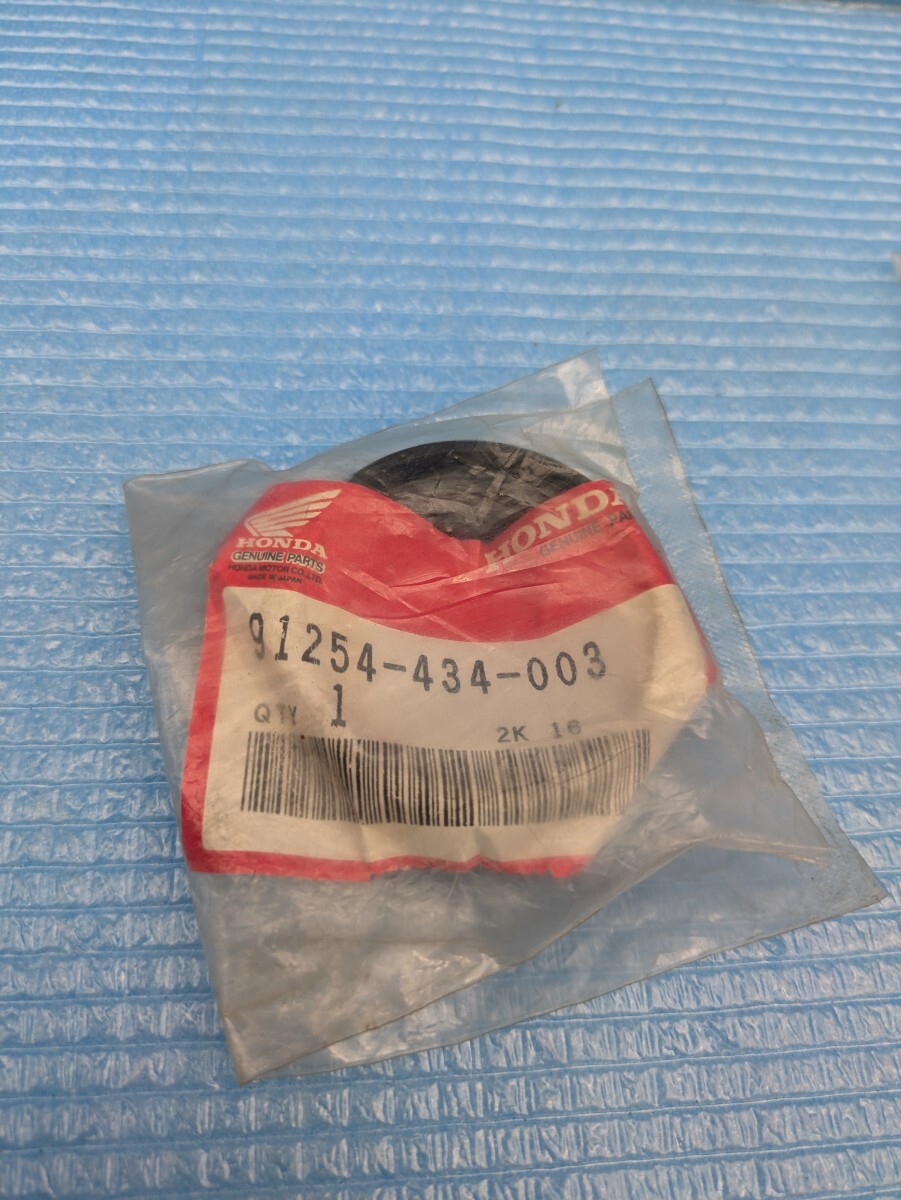 HONDA
GENUINE PARTS
HONDA MOTOR CO.,LTD.
MADE IN JAPAN
HONDA
GENUINE PA
91254-434-003
QTY 1
2K 16